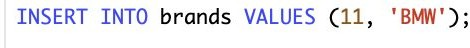 INSERT INTO brands VALUES (11, 'BMW');